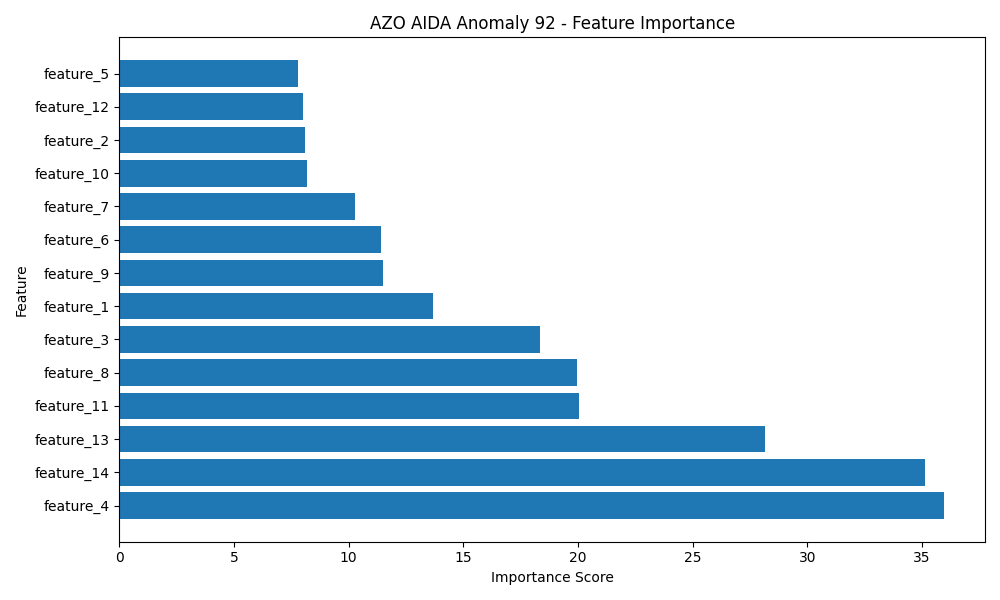 AZO AIDA Anomaly 92 - Feature Importance
feature_5
feature_12
feature_2
feature_10
feature_7
feature_6
feature_9
feature_1
feature_3
feature_8
feature_11
feature_13
feature_14
feature_4
Feature
0 5 10 15 20 25 30 35
Importance Score